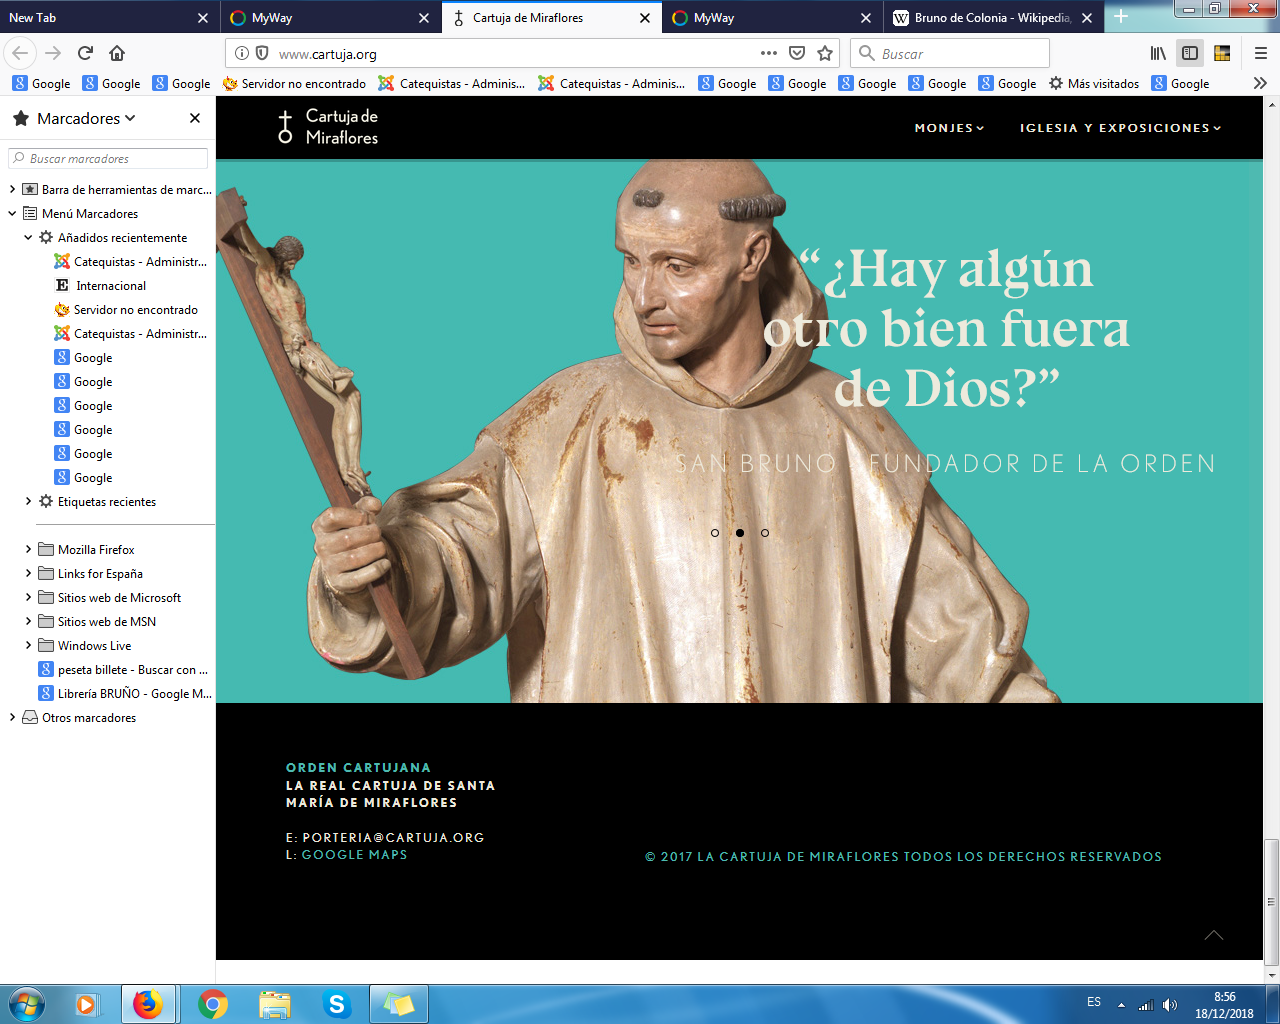 New Tab
MyWay
Cartuja de Miraflores
MyWay
Bruno de Colonia - Wikipedia,
www.cartuja.org
Buscar
Google
Google
Google
Servidor no encontrado
Catequistas - Adminis...
Catequistas - Adminis...
Google
Google
Google
Google
Google
Más visitados
Google
Marcadores
Buscar marcadores
Barra de herramientas de marc...
Menú Marcadores
Añadidos recientemente
Catequistas - Administr...
Internacional
Servidor no encontrado
Catequistas - Administr...
Google
Google
Google
Google
Google
Google
Etiquetas recientes
Mozilla Firefox
Links for España
Sitios web de Microsoft
Sitios web de MSN
Windows Live
peseta billete - Buscar con ...
Librería BRUÑO - Google M...
Otros marcadores
Cartuja de
Miraflores
MONJES
IGLESIA Y EXPOSICIONES
“¿Hay algún
otro bien fuera
de Dios?”
SAN BRUNO - FUNDADOR DE LA ORDEN
ORDEN CARTUJANA
LA REAL CARTUJA DE SANTA
MARÍA DE MIRAFLORES
E: PORTERIA@CARTUJA.ORG
L: GOOGLE MAPS
© 2017 LA CARTUJA DE MIRAFLORES TODOS LOS DERECHOS RESERVADOS
ES
8:56
18/12/2018